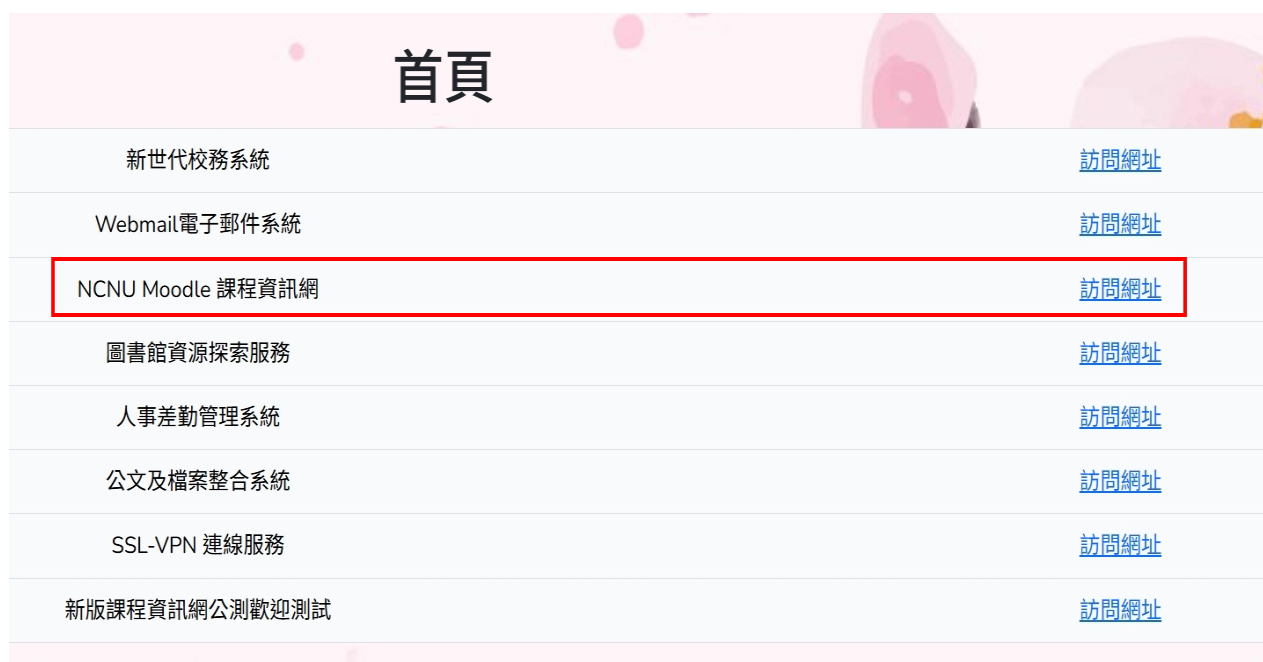 首頁
新世代校務系統 訪問網址
Webmail電子郵件系統 訪問網址
NCNU Moodle 課程資訊網 訪問網址
圖書館資源探索服務 訪問網址
人事差勤管理系統 訪問網址
公文及檔案整合系統 訪問網址
SSL-VPN 連線服務 訪問網址
新版課程資訊網公測歡迎測試 訪問網址